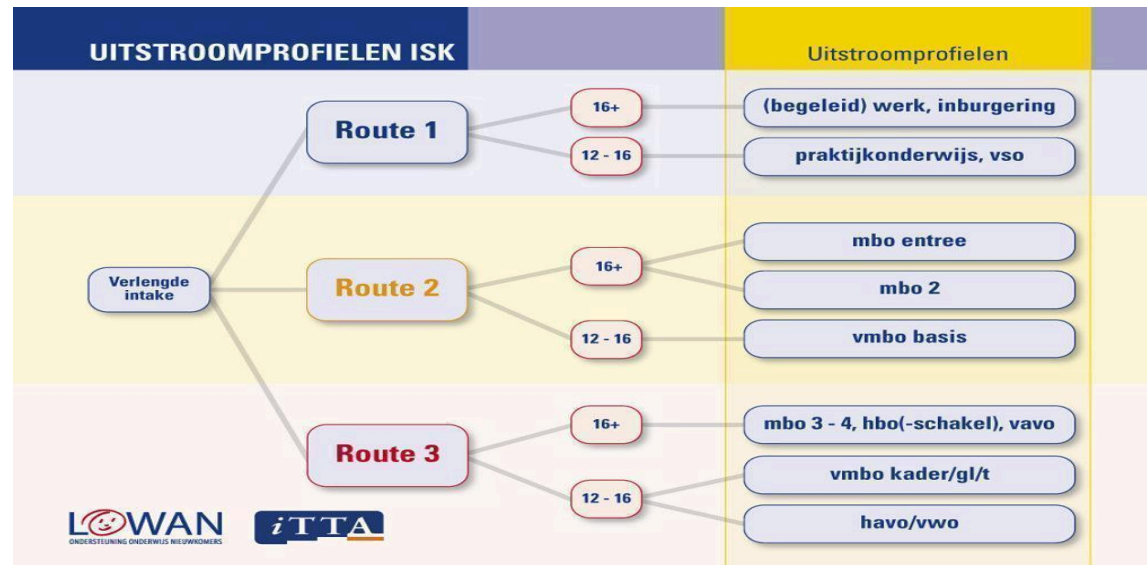 UITSTROOMPROFIELEN ISK
Uitstroomprofielen
Route 1
16+
(begeleid) werk, inburgering
12 - 16
praktijkonderwijs, vso
Verlengde
intake
Route 2
16+
mbo entree
mbo 2
12 - 16
vmbo basis
Route 3
16+
mbo 3 - 4, hbo(-schakel), vavo
12 - 16
vmbo kader/gl/t
havo/vwo
LOWAN
ONDERSTEUNING ONDERWIJS NIEUWKOMERS
iTTA